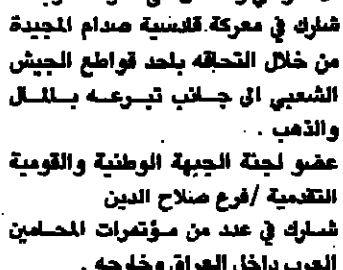 شارك في معركة قادسية صدام المجيدة
من خلال التحاقه باحد قواطع الجيش
الشعبي الى جانب تبرعه بالمال
والذهب .
عضو لجنة الجبهة الوطنية والقومية
التقدمية /فرع صلاح الدين
شارك في عدد من مؤتمرات المحامين
العرب داخل العراق وخارجه .